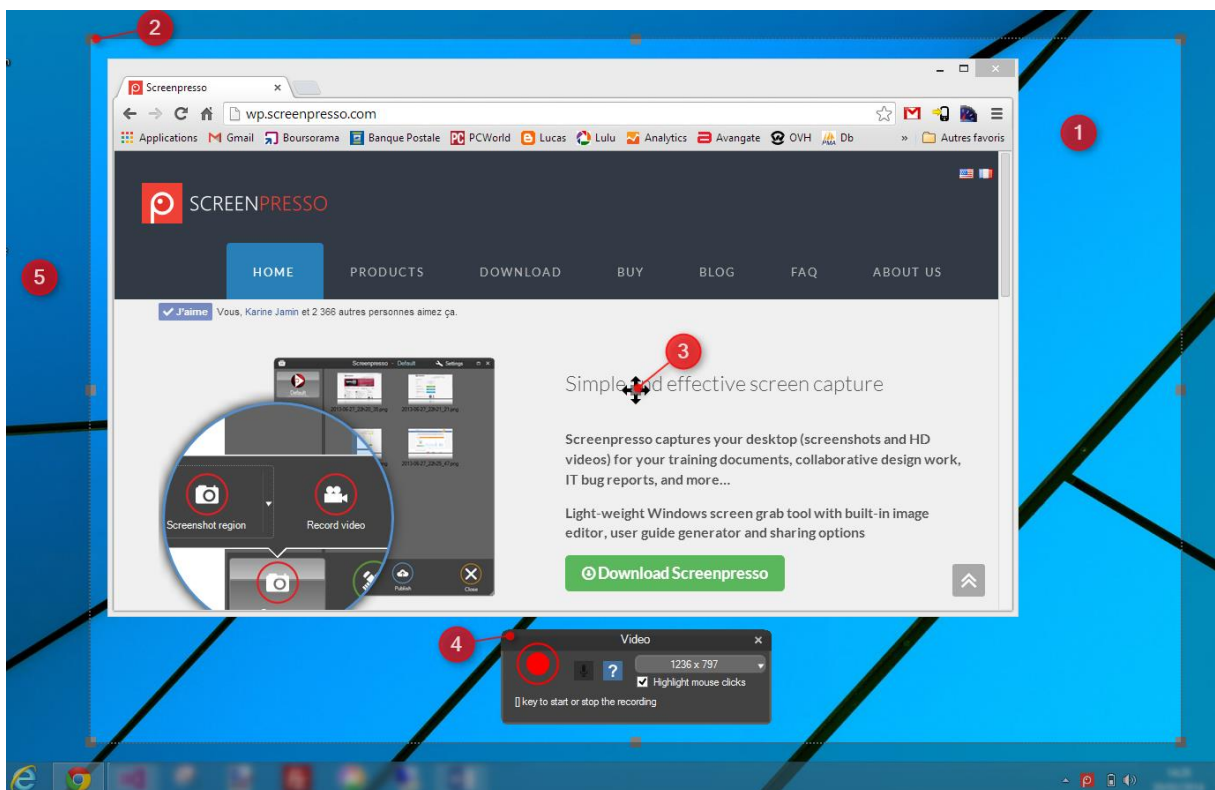 2
Screenpresso
1
wp.screenpresso.com
Applications Gmail Boursorama Banque Postale PCWorld Lucas Lulu Analytics Avangate OVH Db » Autres favoris
SCREENPRESSO
5
HOME PRODUCTS DOWNLOAD BUY BLOG FAQ ABOUT US
J'aime Vous, Karine Jamin et 2 366 autres personnes aimez ça.
3
Screenpresso - Default Settings
Default
Simple and effective screen capture
Screenpresso captures your desktop (screenshots and HD
videos) for your training documents, collaborative design work,
IT bug reports, and more...
Screenshot region Record video
Light-weight Windows screen grab tool with built-in image
editor, user guide generator and sharing options
Download Screenpresso
Publish Close
4
Video
1236 x 797
?
Highlight mouse clicks
[] key to start or stop the recording